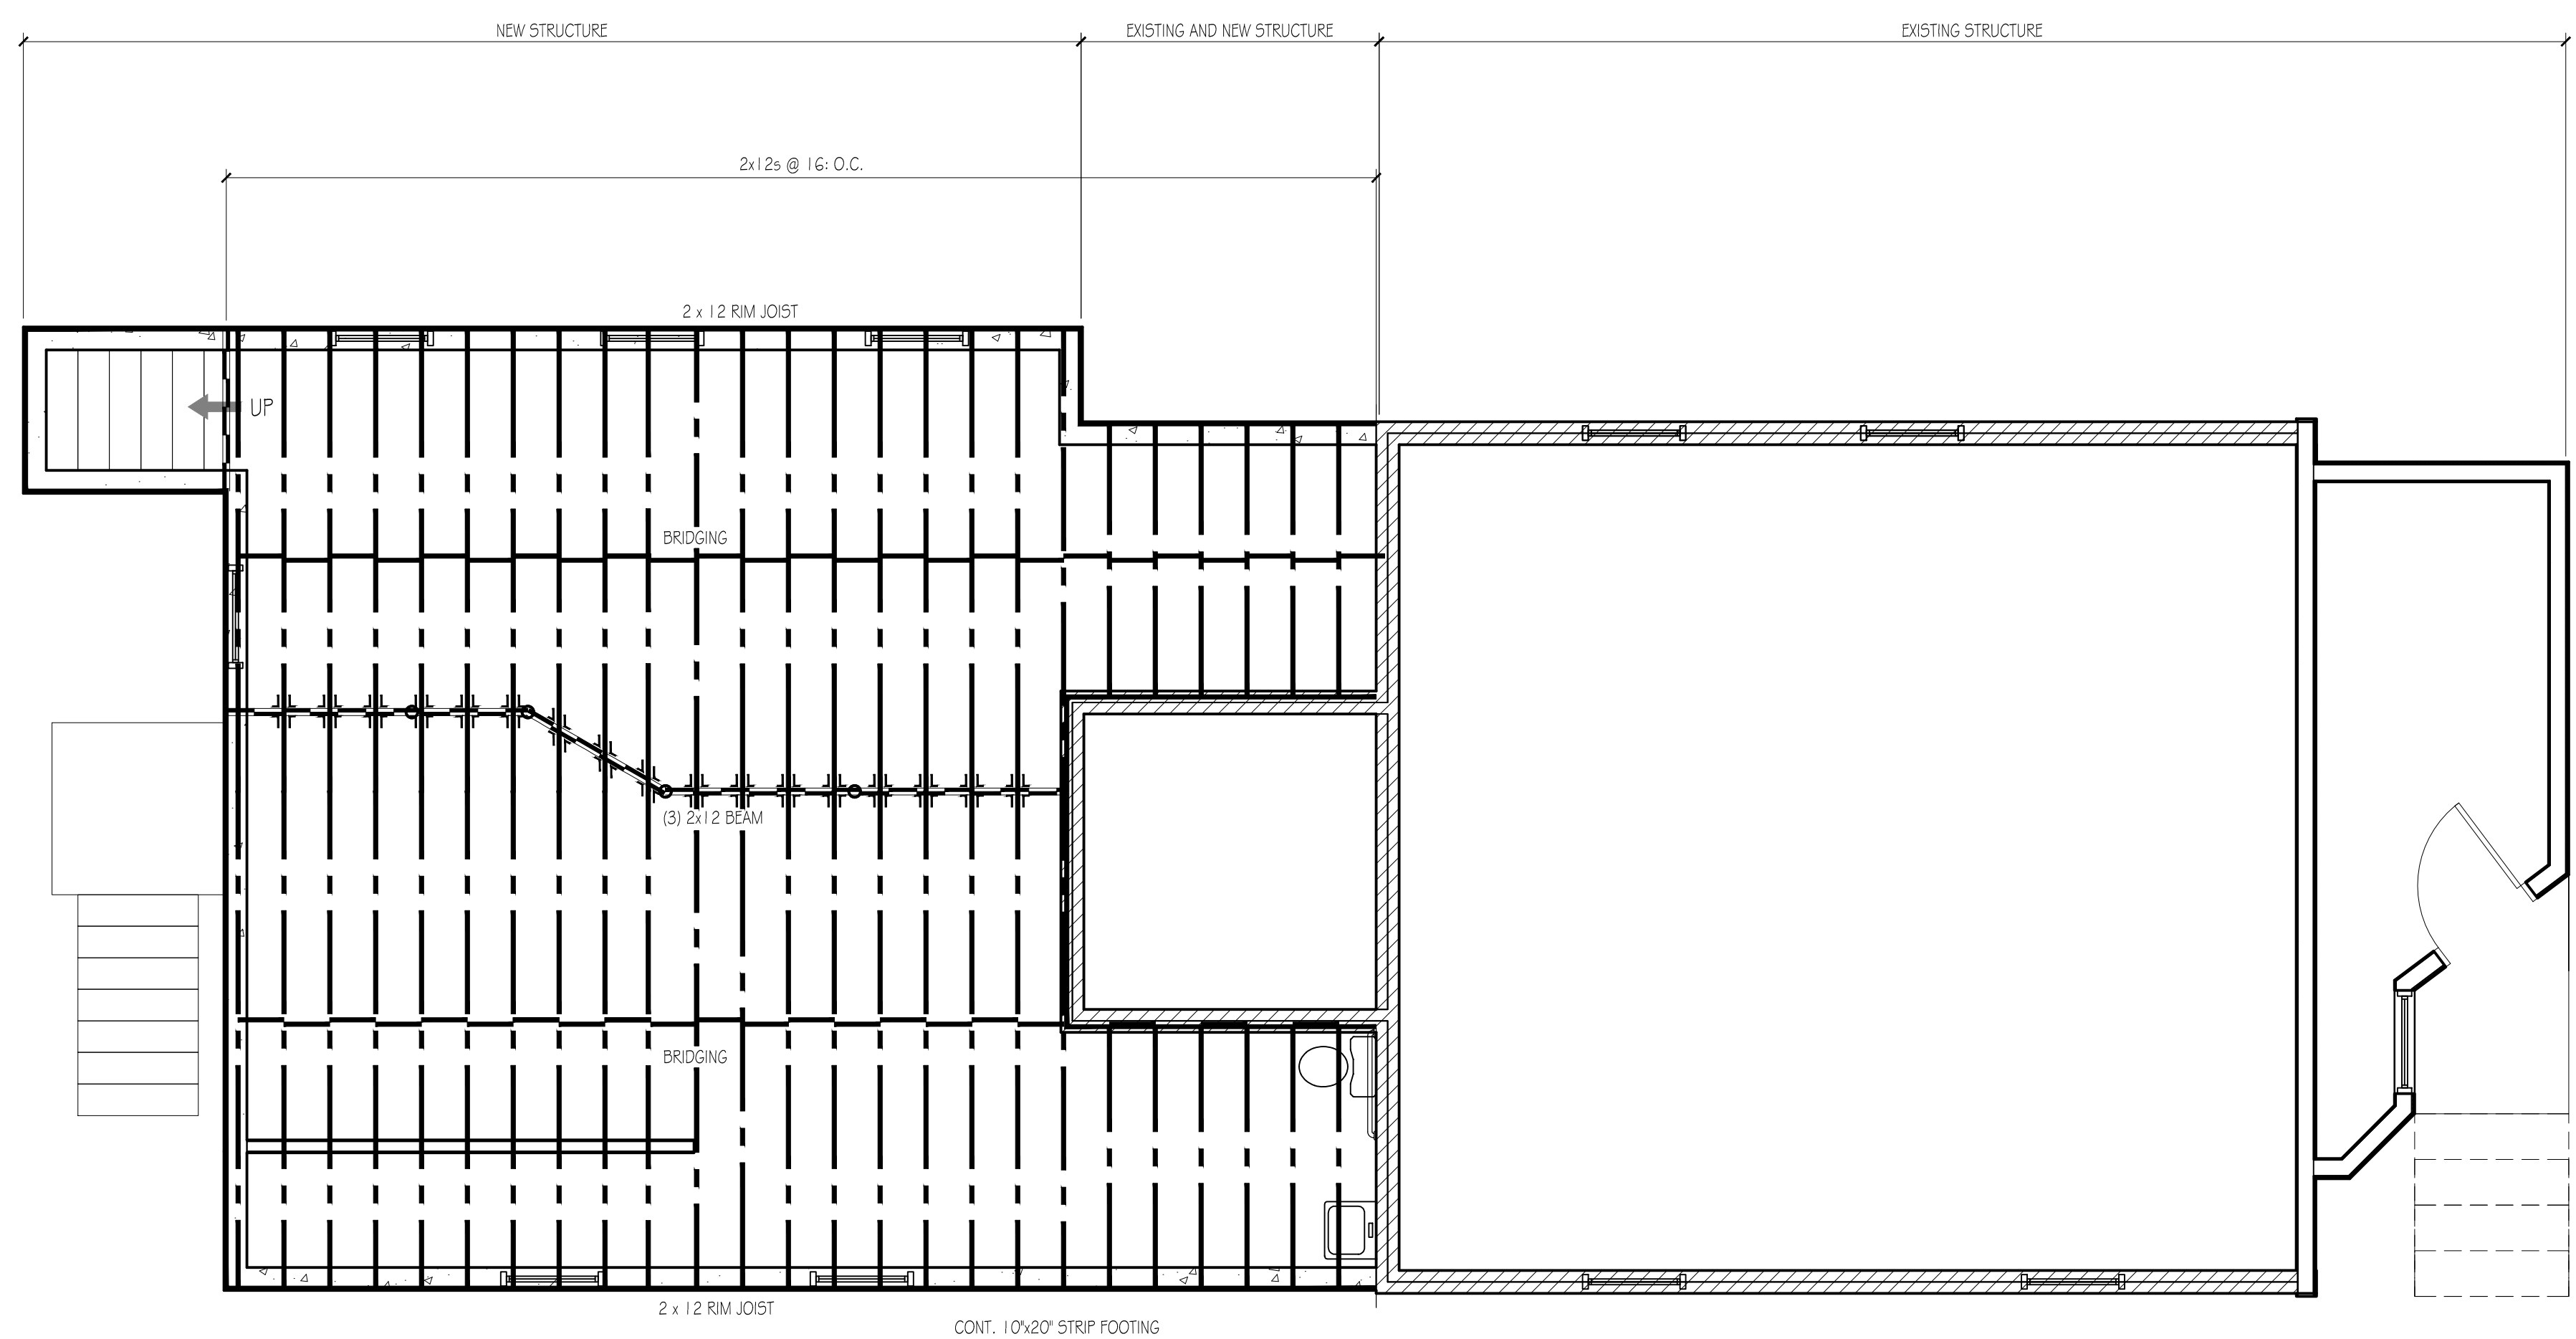 NEW STRUCTURE
EXISTING AND NEW STRUCTURE
EXISTING STRUCTURE
2x12s @ 16: O.C.
2 x 12 RIM JOIST
UP
BRIDGING
(3) 2x12 BEAM
BRIDGING
2 x 12 RIM JOIST
CONT. 10"x20" STRIP FOOTING